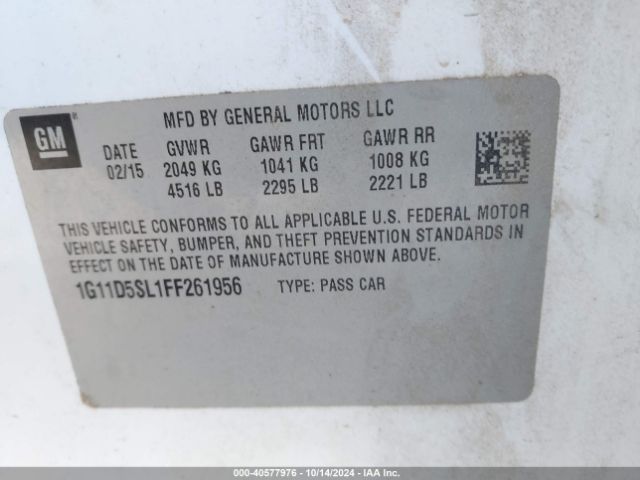 GM
MFD BY GENERAL MOTORS LLC
DATE GVWR GAWR FRT GAWR RR
02/15 2049 KG 1041 KG 1008 KG
4516 LB 2295 LB 2221 LB
THIS VEHICLE CONFORMS TO ALL APPLICABLE U.S. FEDERAL MOTOR
VEHICLE SAFETY, BUMPER, AND THEFT PREVENTION STANDARDS IN
EFFECT ON THE DATE OF MANUFACTURE SHOWN ABOVE.
1G11D5SL1FF261956 TYPE: PASS CAR
000-40577976 | 10/14/2024 | IAA Inc.